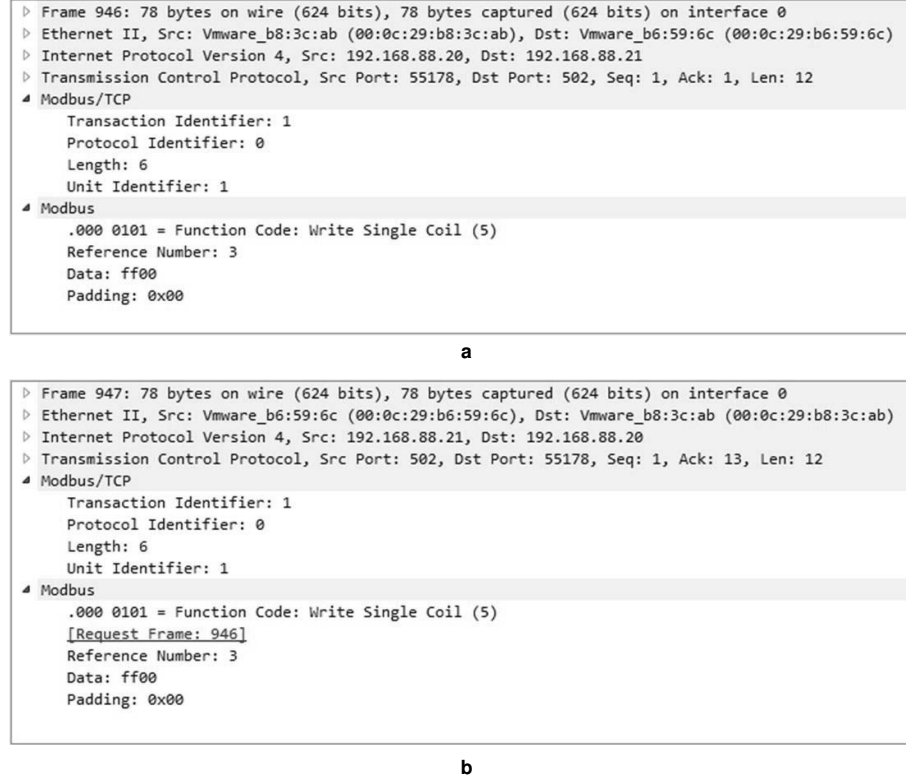 Frame 946: 78 bytes on wire (624 bits), 78 bytes captured (624 bits) on interface 0
Ethernet II, Src: Vmware_b8:3c:ab (00:0c:29:b8:3c:ab), Dst: Vmware_b6:59:6c (00:0c:29:b6:59:6c)
Internet Protocol Version 4, Src: 192.168.88.20, Dst: 192.168.88.21
Transmission Control Protocol, Src Port: 55178, Dst Port: 502, Seq: 1, Ack: 1, Len: 12
Modbus/TCP
Transaction Identifier: 1
Protocol Identifier: 0
Length: 6
Unit Identifier: 1
Modbus
.000 0101 = Function Code: Write Single Coil (5)
Reference Number: 3
Data: ff00
Padding: 0x00
a
Frame 947: 78 bytes on wire (624 bits), 78 bytes captured (624 bits) on interface 0
Ethernet II, Src: Vmware_b6:59:6c (00:0c:29:b6:59:6c), Dst: Vmware_b8:3c:ab (00:0c:29:b8:3c:ab)
Internet Protocol Version 4, Src: 192.168.88.21, Dst: 192.168.88.20
Transmission Control Protocol, Src Port: 502, Dst Port: 55178, Seq: 1, Ack: 13, Len: 12
Modbus/TCP
Transaction Identifier: 1
Protocol Identifier: 0
Length: 6
Unit Identifier: 1
Modbus
.000 0101 = Function Code: Write Single Coil (5)
[Request Frame: 946]
Reference Number: 3
Data: ff00
Padding: 0x00
b